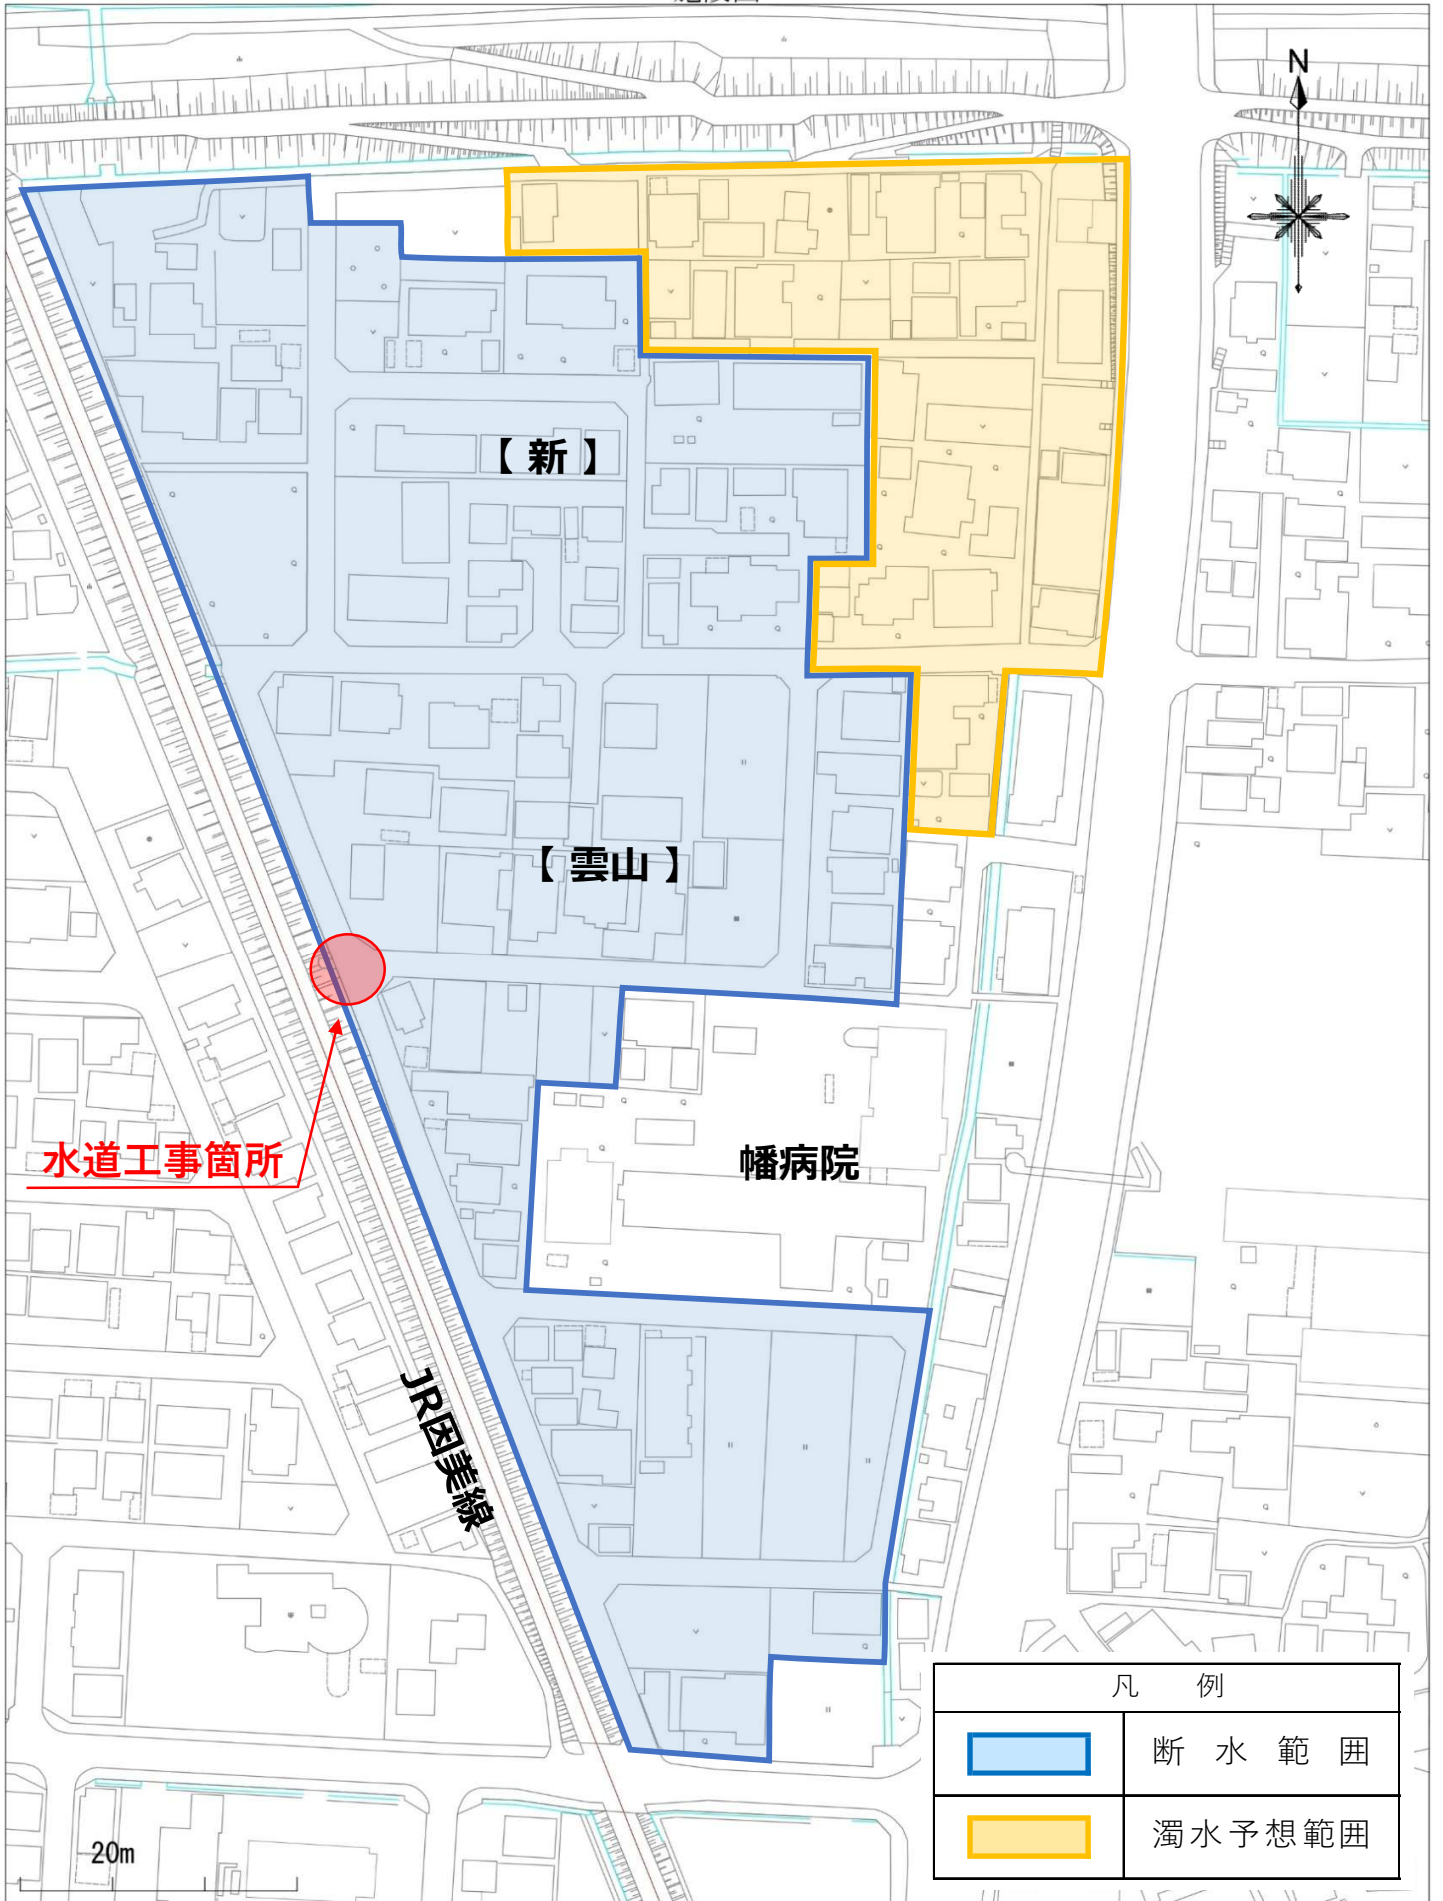 N
【 新 】
【 雲山 】
水道工事箇所
幡病院
JR因美線
凡 例
断 水 範 囲
濁水予想範囲
20m